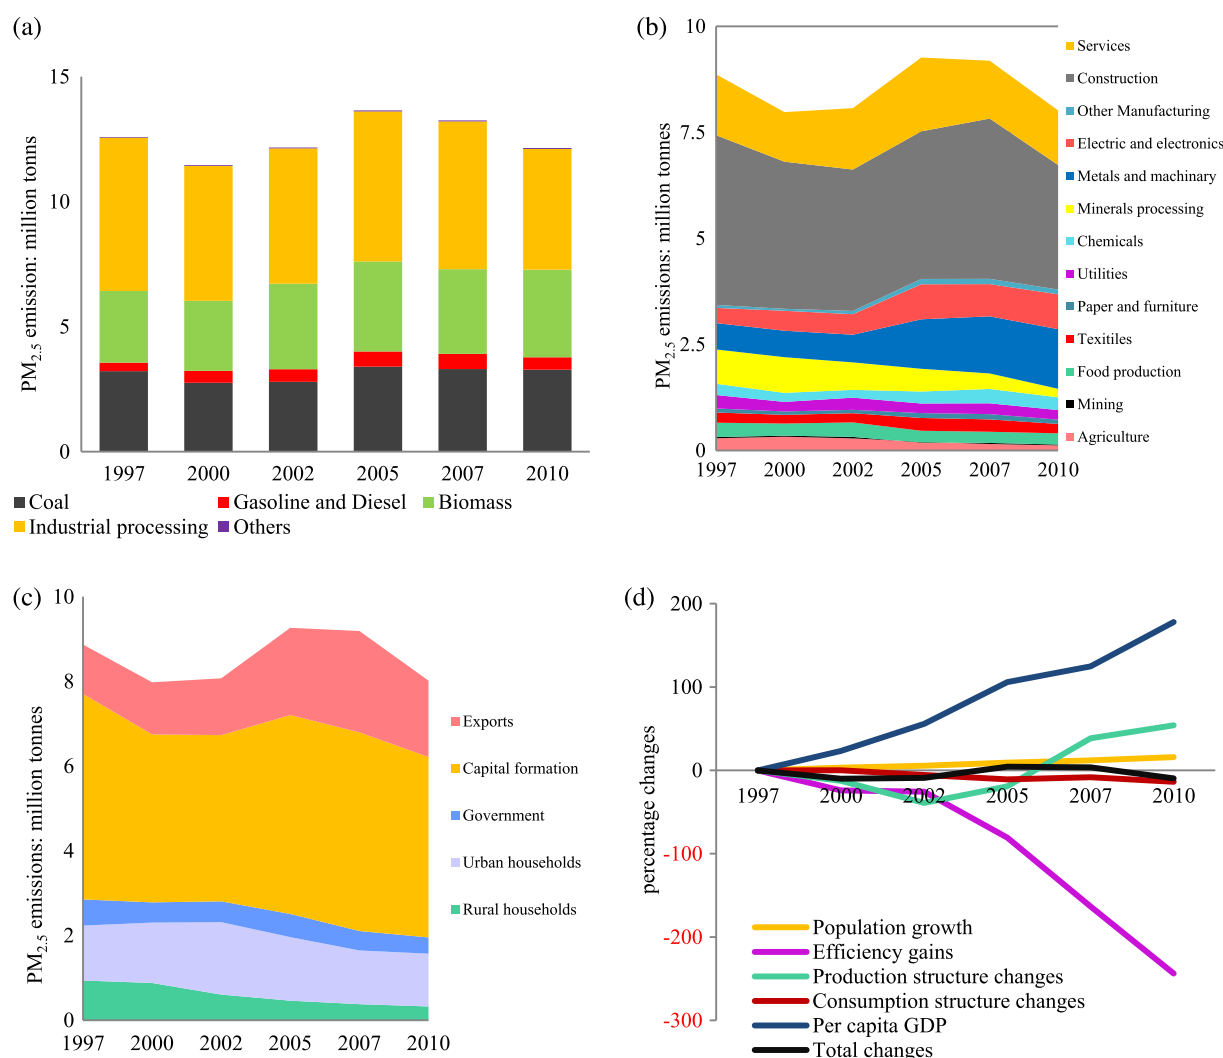 (a)
PM2.5 emission: million tonns
15
10
5
0
1997 2000 2002 2005 2007 2010
Coal Gasoline and Diesel Biomass
Industrial processing Others
(b)
PM2.5 emissions: million tonnes
10
7.5
5
2.5
0
1997 2000 2002 2005 2007 2010
Services
Construction
Other Manufacturing
Electric and electronics
Metals and machinary
Minerals processing
Chemicals
Utilities
Paper and furniture
Textitiles
Food production
Mining
Agriculture
(c)
PM2.5 emissions: million tonnes
10
8
6
4
2
0
1997 2000 2002 2005 2007 2010
Exports
Capital formation
Government
Urban households
Rural households
(d)
percentage changes
200
100
0
-100
-200
-300
1997 2000 2002 2005 2007 2010
Population growth
Efficiency gains
Production structure changes
Consumption structure changes
Per capita GDP
Total changes